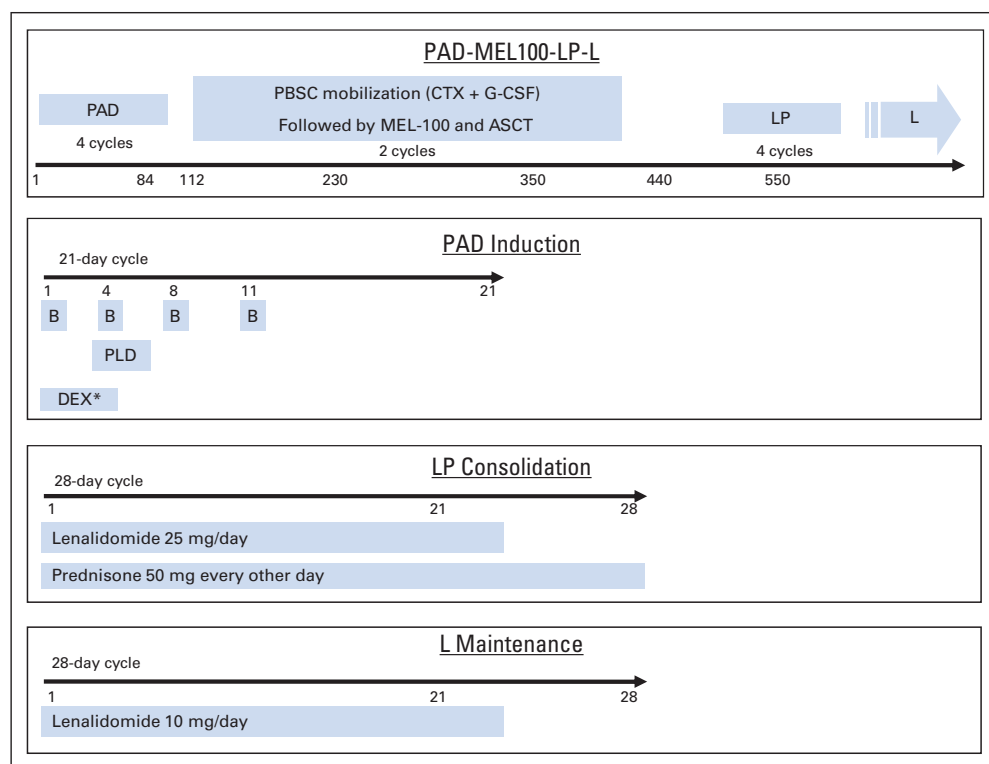 PAD-MEL100-LP-L
PAD
PBSC mobilization (CTX + G-CSF)
Followed by MEL-100 and ASCT
LP
L
4 cycles
2 cycles
4 cycles
1 84 112 230 350 440 550
PAD Induction
21-day cycle
1 4 8 11 21
B B B B
PLD
DEX*
LP Consolidation
28-day cycle
1 21 28
Lenalidomide 25 mg/day
Prednisone 50 mg every other day
L Maintenance
28-day cycle
1 21 28
Lenalidomide 10 mg/day